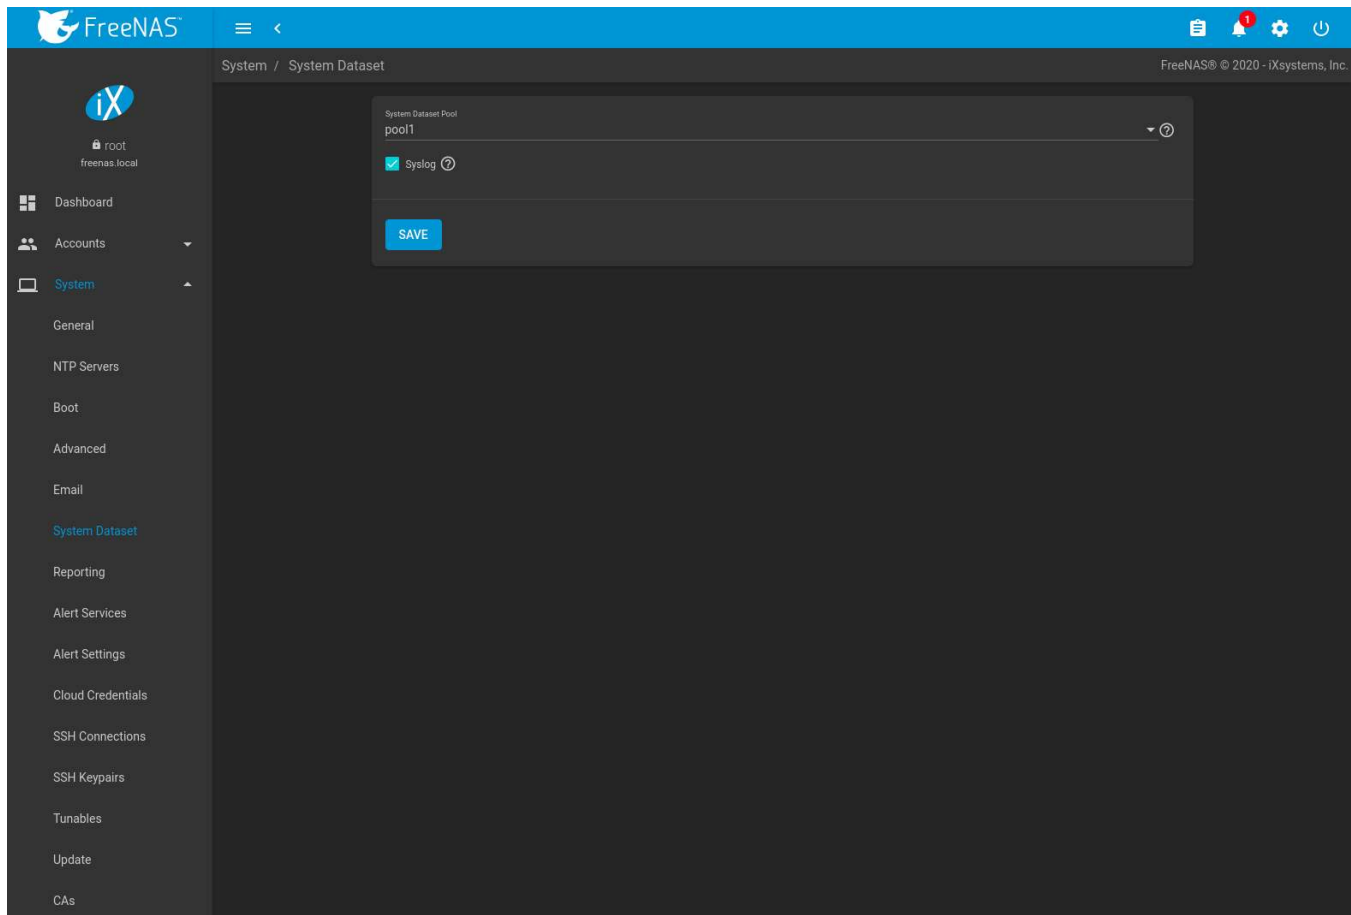 FreeNAS™
1
System / System Dataset
FreeNAS® © 2020 - iXsystems, Inc.
iX
root
freenas.local
Dashboard
Accounts
System
General
NTP Servers
Boot
Advanced
Email
System Dataset
Reporting
Alert Services
Alert Settings
Cloud Credentials
SSH Connections
SSH Keypairs
Tunables
Update
CAs
System Dataset Pool
pool1
Syslog
SAVE